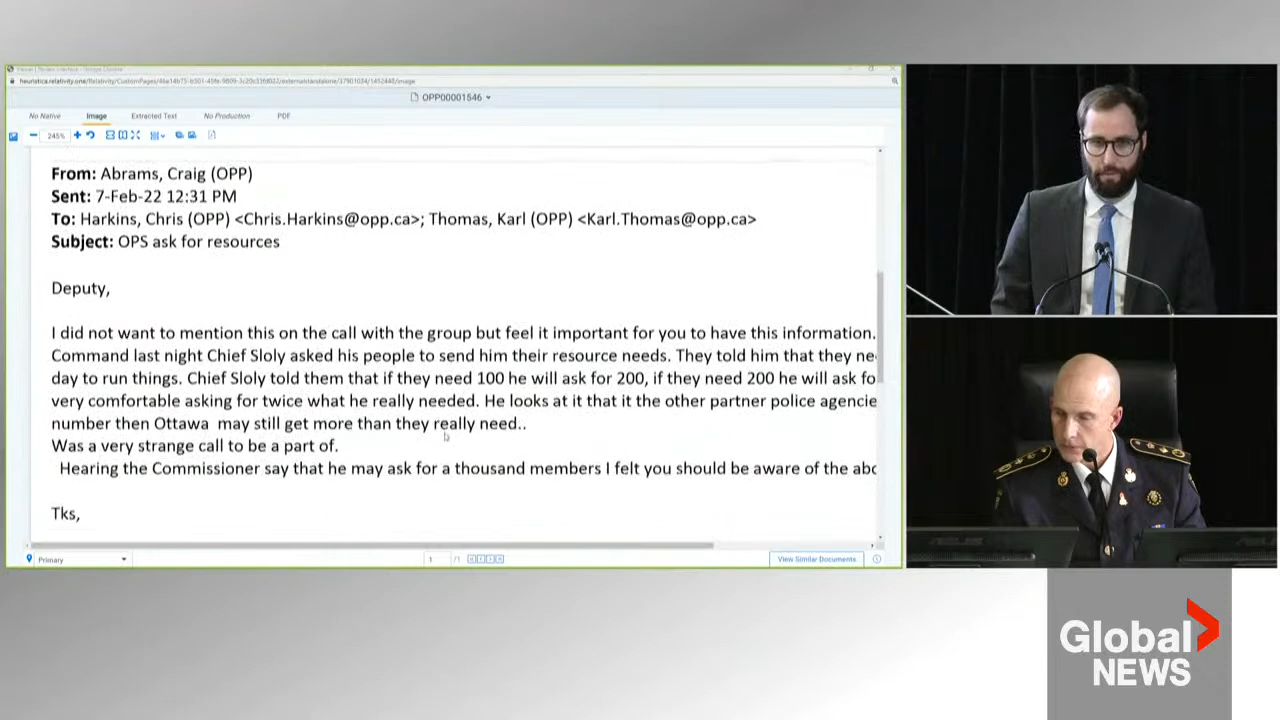 OPP00001546
No Native Image Extracted Text No Production PDF
245%
From: Abrams, Craig (OPP)
Sent: 7-Feb-22 12:31 PM
To: Harkins, Chris (OPP) <Chris.Harkins@opp.ca>; Thomas, Karl (OPP) <Karl.Thomas@opp.ca>
Subject: OPS ask for resources
Deputy,
I did not want to mention this on the call with the group but feel it important for you to have this information.
Command last night Chief Sloly asked his people to send him their resource needs. They told him that they ne
day to run things. Chief Sloly told them that if they need 100 he will ask for 200, if they need 200 he will ask fo
very comfortable asking for twice what he really needed. He looks at it that it the other partner police agencie
number then Ottawa may still get more than they really need..
Was a very strange call to be a part of.
Hearing the Commissioner say that he may ask for a thousand members I felt you should be aware of the abo
Tks,
Primary
1 /1
View Similar Documents
Global
NEWS